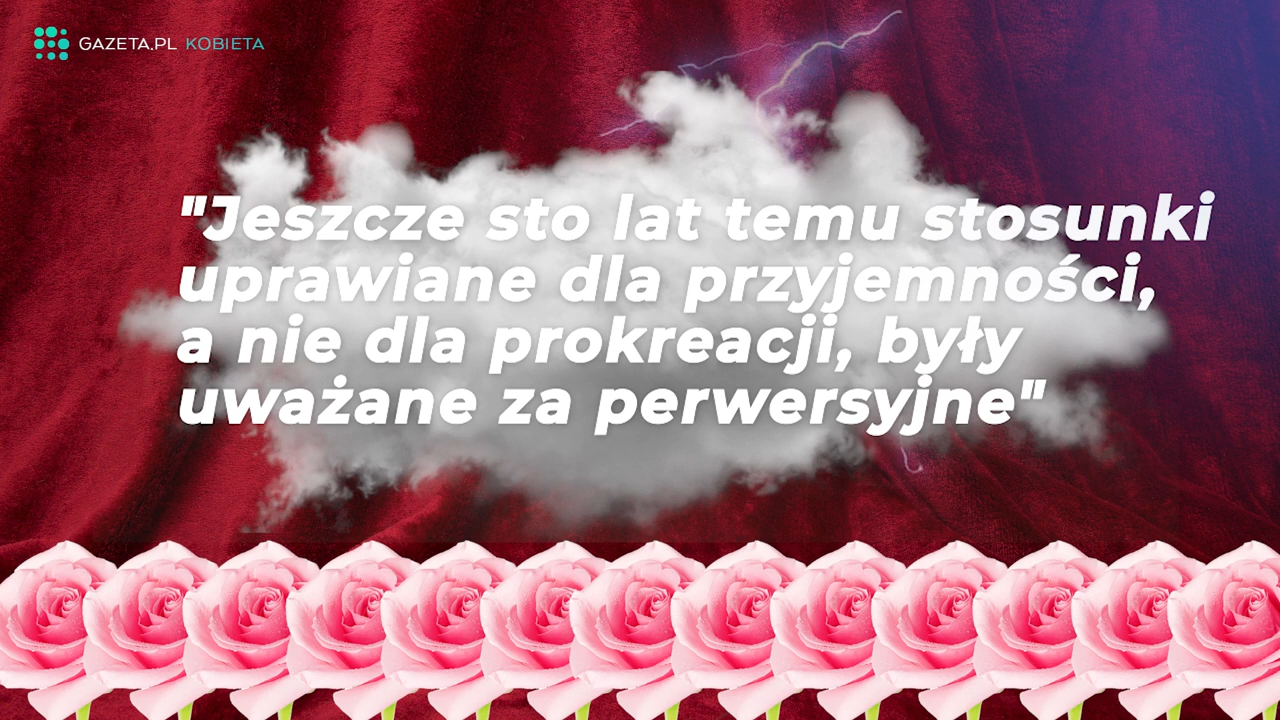 GAZETA.PL KOBIETA
"Jeszcze sto lat temu stosunki
uprawiane dla przyjemności,
a nie dla prokreacji, były
uważane za perwersyjne"